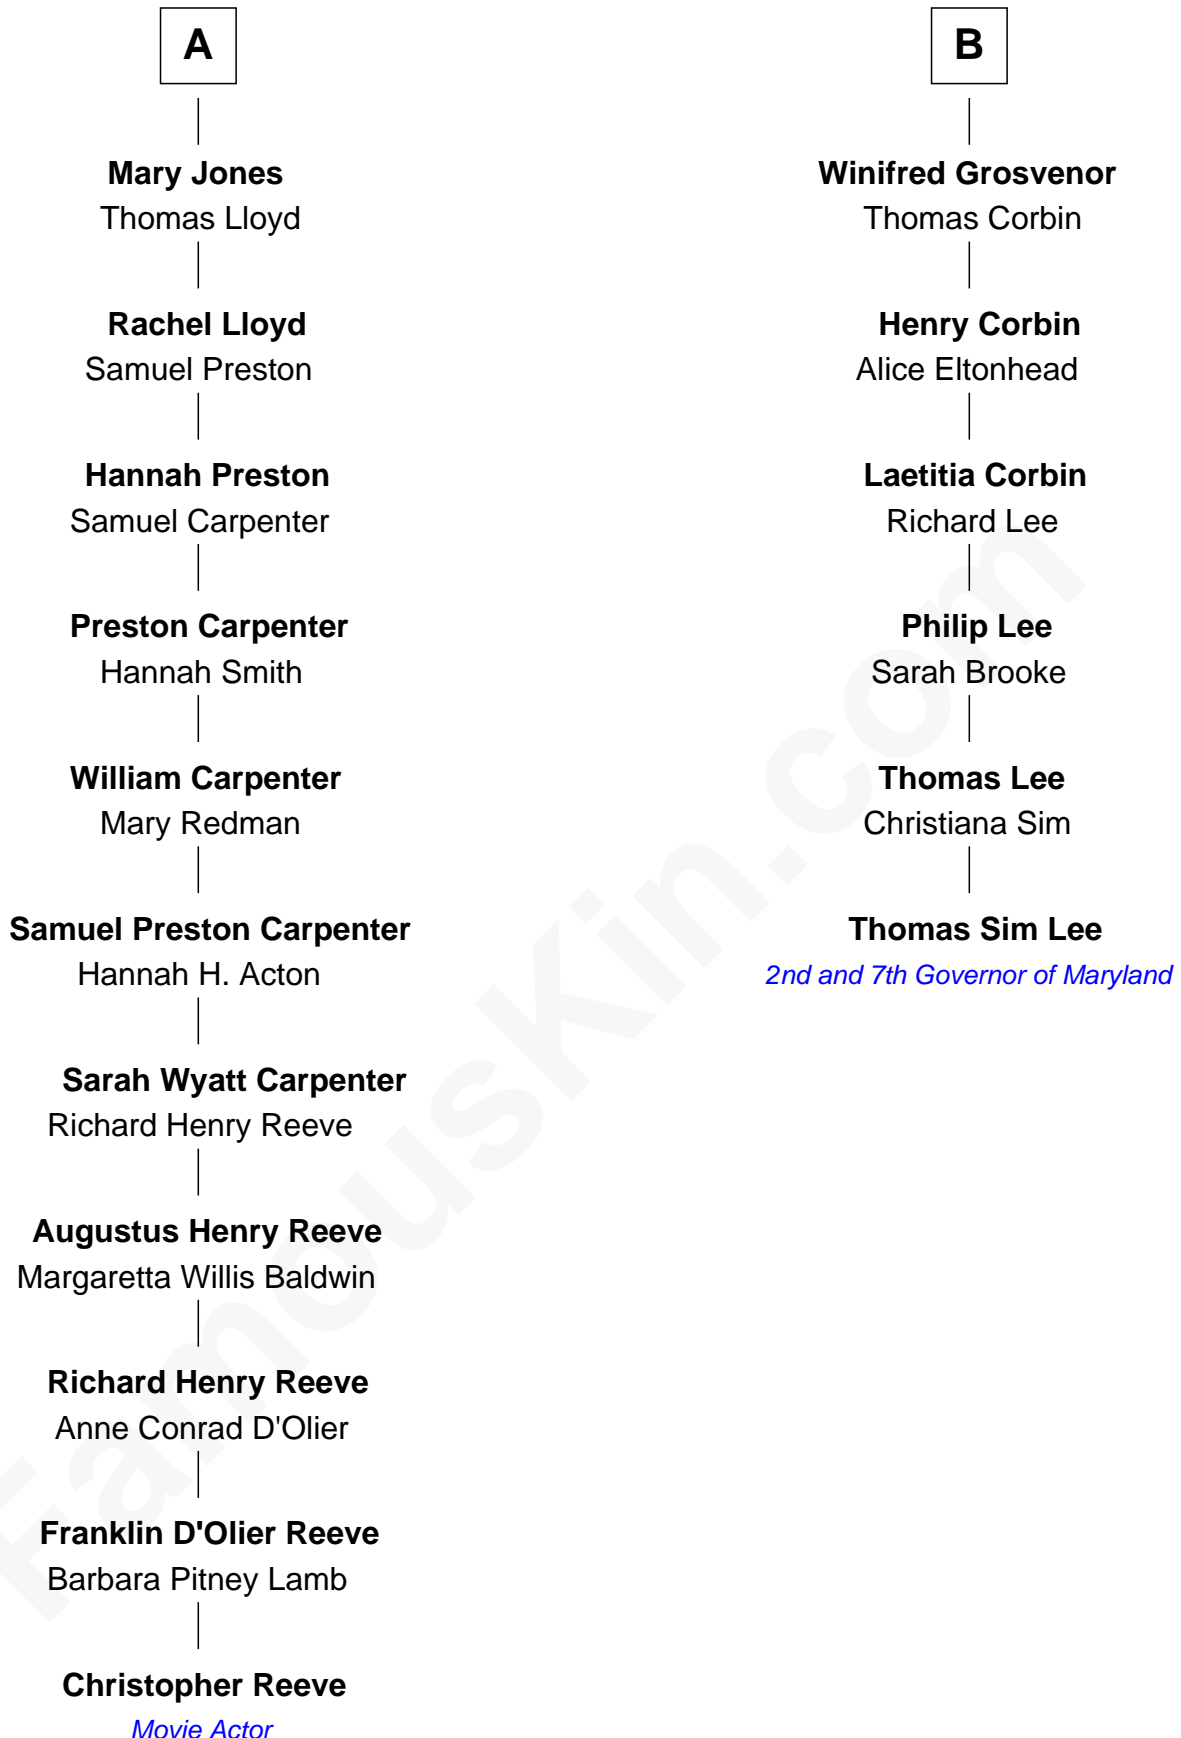 A
Mary Jones
Thomas Lloyd
Rachel Lloyd
Samuel Preston
Hannah Preston
Samuel Carpenter
Preston Carpenter
Hannah Smith
William Carpenter
Mary Redman
Samuel Preston Carpenter
Hannah H. Acton
Sarah Wyatt Carpenter
Richard Henry Reeve
Augustus Henry Reeve
Margaretta Willis Baldwin
Richard Henry Reeve
Anne Conrad D'Olier
Franklin D'Olier Reeve
Barbara Pitney Lamb
Christopher Reeve
Movie Actor
B
Winifred Grosvenor
Thomas Corbin
Henry Corbin
Alice Eltonhead
Laetitia Corbin
Richard Lee
Philip Lee
Sarah Brooke
Thomas Lee
Christiana Sim
Thomas Sim Lee
2nd and 7th Governor of Maryland
FamousKin.com